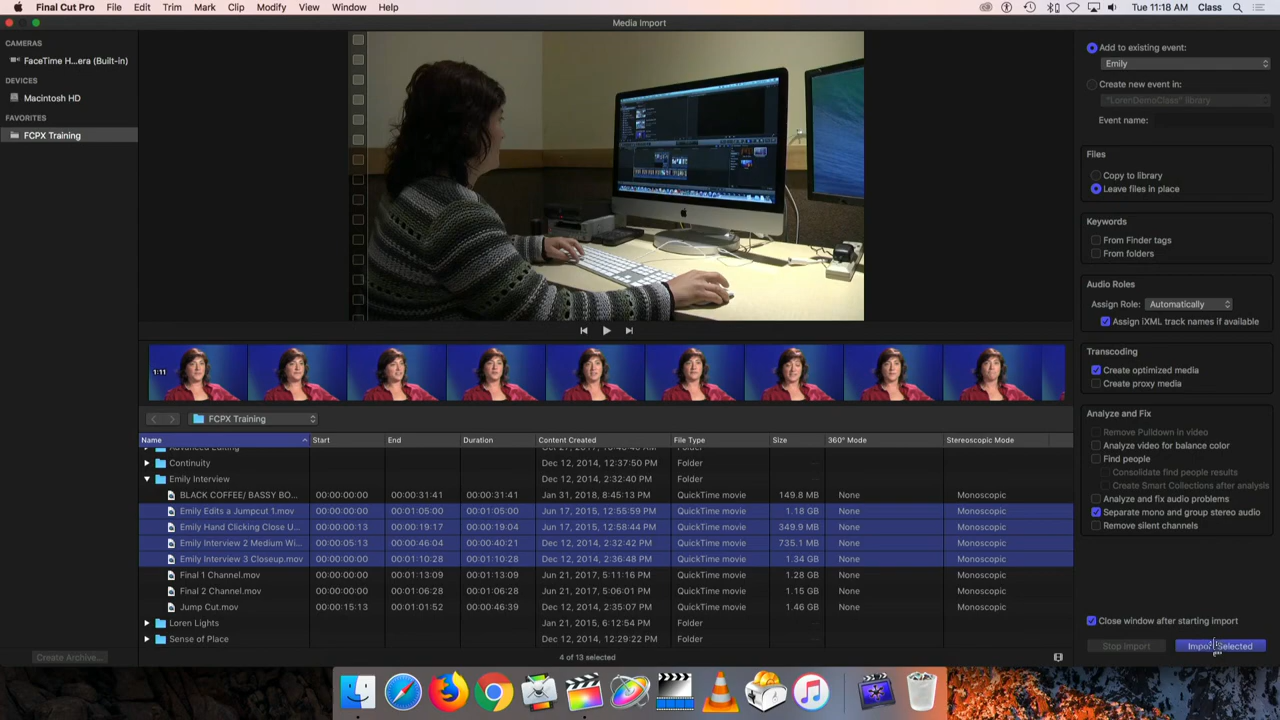 Final Cut Pro File Edit Trim Mark Clip Modify View Window Help Tue 11:18 AM Class
Media Import
CAMERAS
FaceTime H...era (Built-in)
DEVICES
Macintosh HD
FAVORITES
FCPX Training
Create Archive...
1:11
FCPX Training
Name Start End Duration Content Created File Type Size 360° Mode Stereoscopic Mode
Continuity Dec 12, 2014, 12:37:50 PM Folder
Emily Interview Dec 12, 2014, 2:32:40 PM Folder
BLACK COFFEE/ BASSY BO... 00:00:00:00 00:00:31:41 00:00:31:41 Jan 31, 2018, 8:45:13 PM QuickTime movie 149.8 MB None Monoscopic
Emily Edits a Jumpcut 1.mov 00:00:00:00 00:01:05:00 00:01:05:00 Jun 17, 2015, 12:55:59 PM QuickTime movie 1.18 GB None Monoscopic
Emily Hand Clicking Close U... 00:00:00:13 00:00:19:17 00:00:19:04 Jun 17, 2015, 12:58:44 PM QuickTime movie 349.9 MB None Monoscopic
Emily Interview 2 Medium Wi... 00:00:05:13 00:00:46:04 00:00:40:21 Dec 12, 2014, 2:32:42 PM QuickTime movie 735.1 MB None Monoscopic
Emily Interview 3 Closeup.mov 00:00:00:00 00:01:10:28 00:01:10:28 Dec 12, 2014, 2:36:48 PM QuickTime movie 1.34 GB None Monoscopic
Final 1 Channel.mov 00:00:00:00 00:01:13:09 00:01:13:09 Jun 21, 2017, 5:11:16 PM QuickTime movie 1.28 GB None Monoscopic
Final 2 Channel.mov 00:00:00:00 00:01:06:28 00:01:06:28 Jun 21, 2017, 5:06:01 PM QuickTime movie 1.15 GB None Monoscopic
Jump Cut.mov 00:00:15:13 00:01:01:52 00:00:46:39 Dec 12, 2014, 2:35:07 PM QuickTime movie 1.46 GB None Monoscopic
Loren Lights Jan 21, 2015, 6:12:54 PM Folder
Sense of Place Dec 12, 2014, 12:29:22 PM Folder
4 of 13 selected
Add to existing event:
Emily
Create new event in:
"LorenDemoClass" library
Event name:
Files
Copy to library
Leave files in place
Keywords
From Finder tags
From folders
Audio Roles
Assign Role: Automatically
Assign iXML track names if available
Transcoding
Create optimized media
Create proxy media
Analyze and Fix
Remove Pulldown in video
Analyze video for balance color
Find people
Consolidate find people results
Create Smart Collections after analysis
Analyze and fix audio problems
Separate mono and group stereo audio
Remove silent channels
Close window after starting import
Stop Import Import Selected